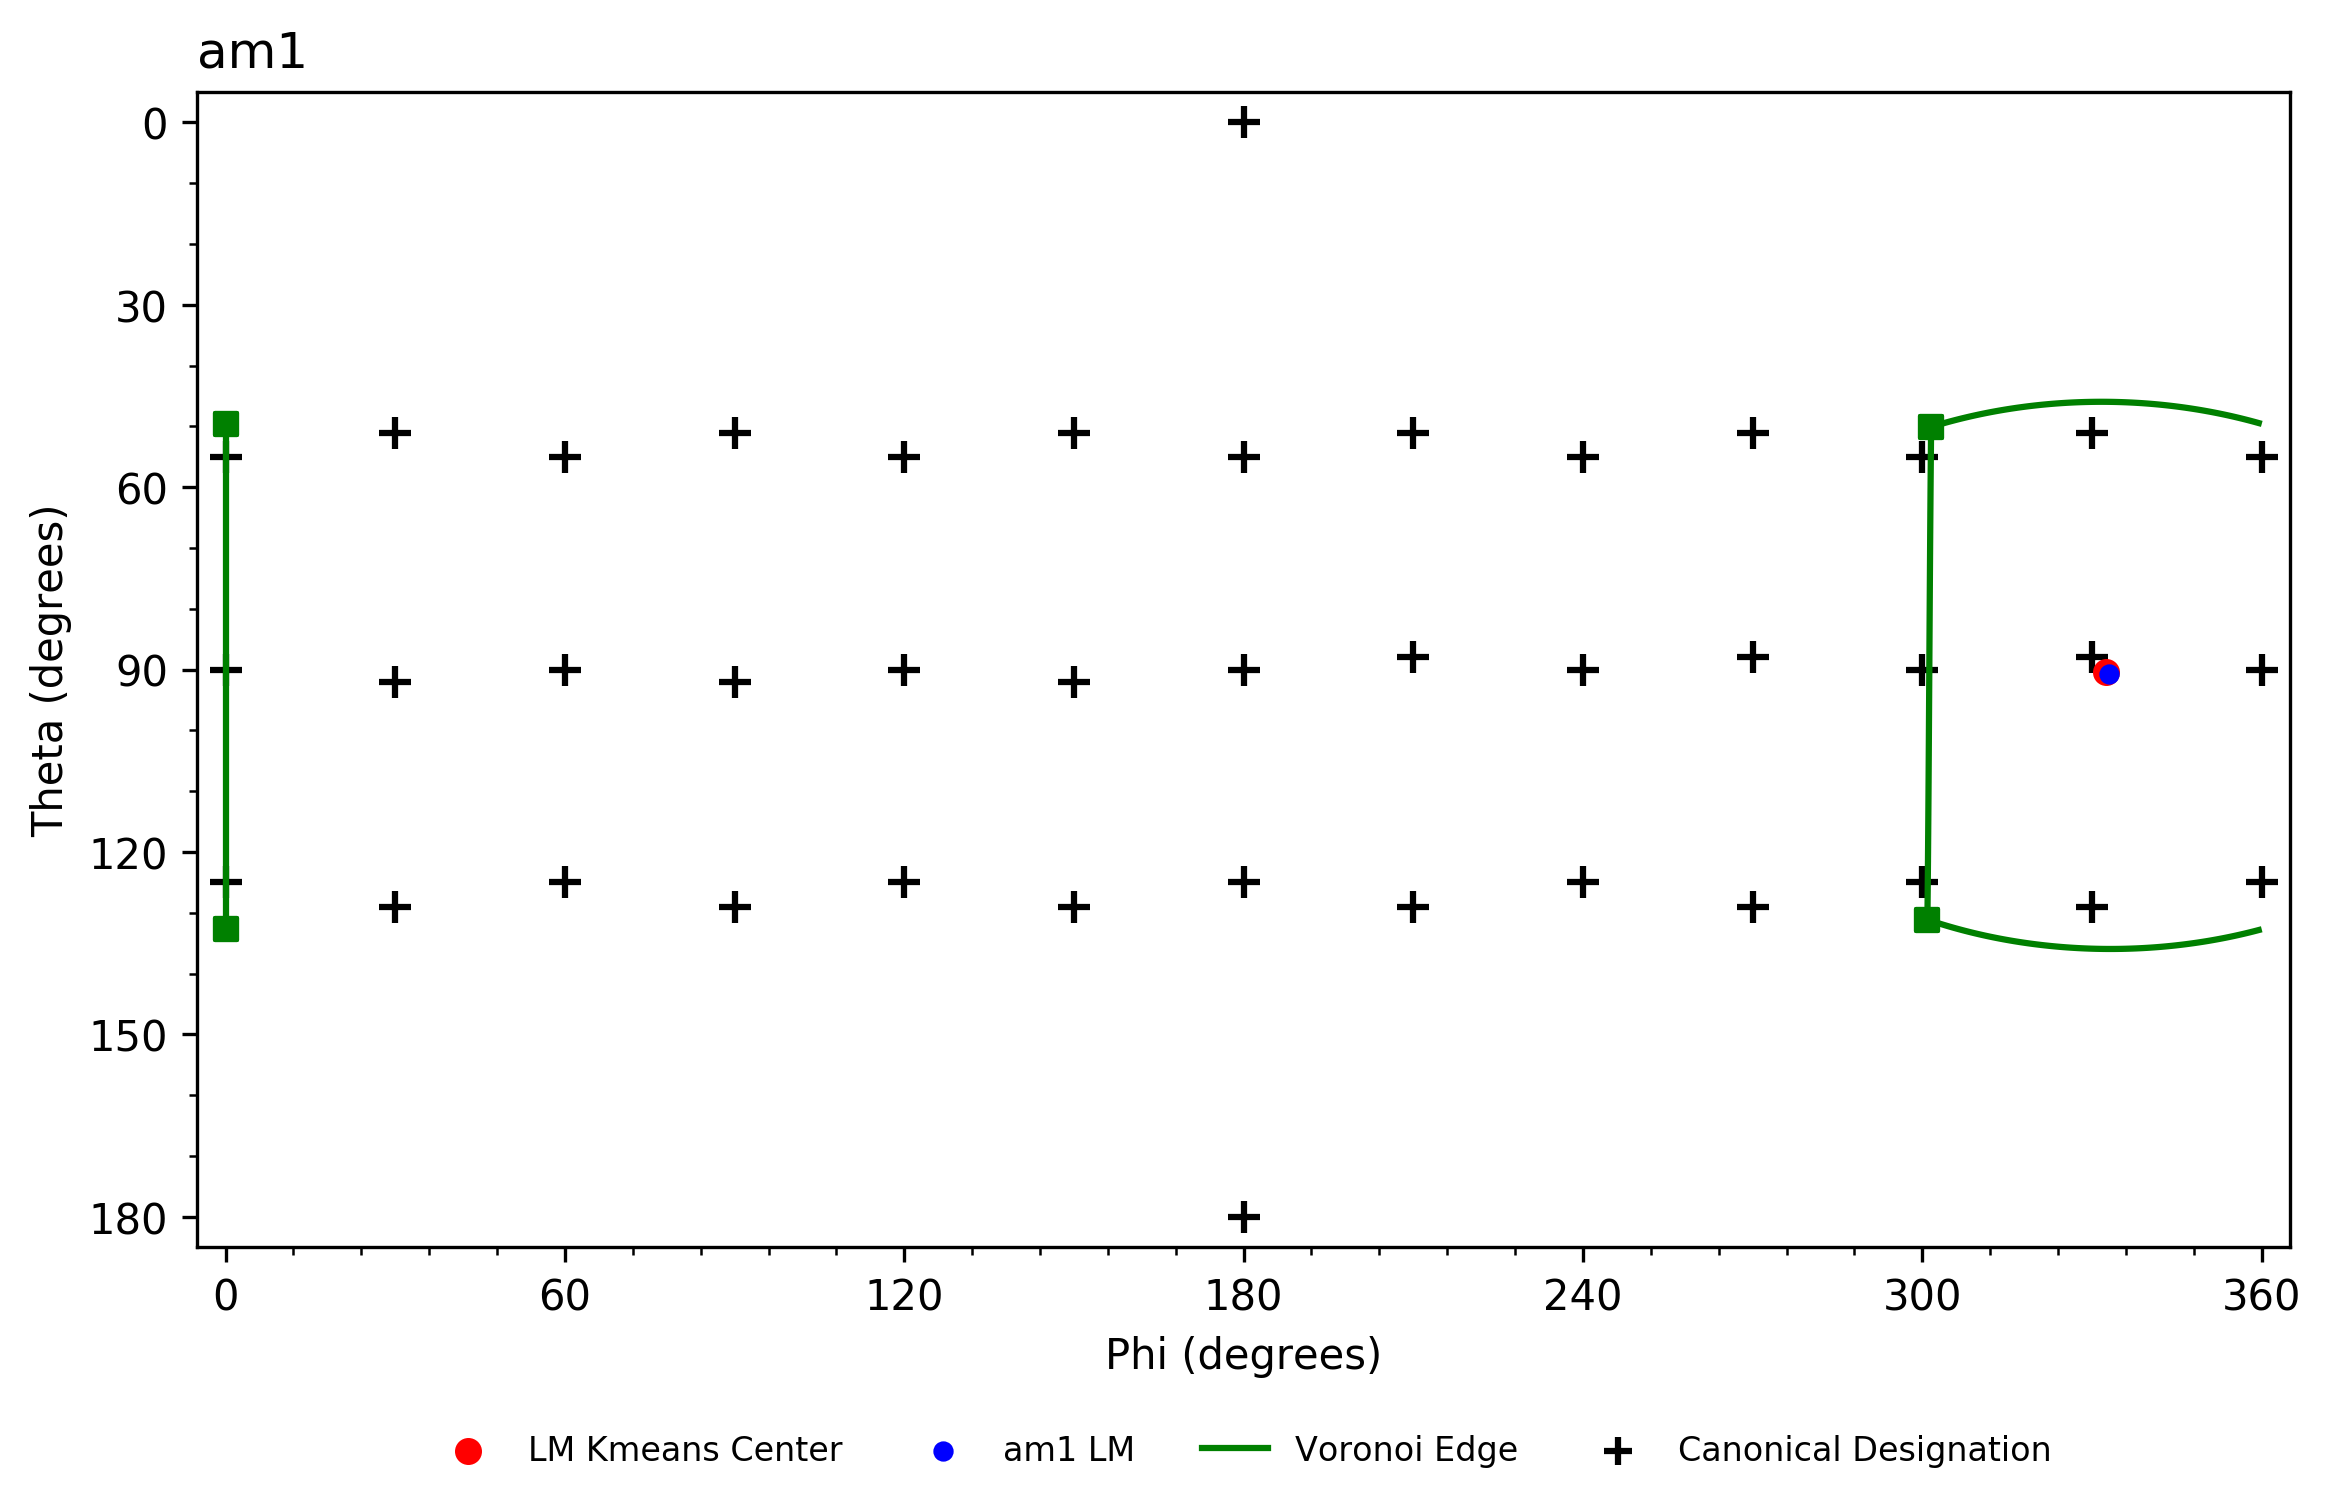 am1
0
30
60
90
120
150
180
Theta (degrees)
0 60 120 180 240 300 360
Phi (degrees)
LM Kmeans Center am1 LM Voronoi Edge Canonical Designation